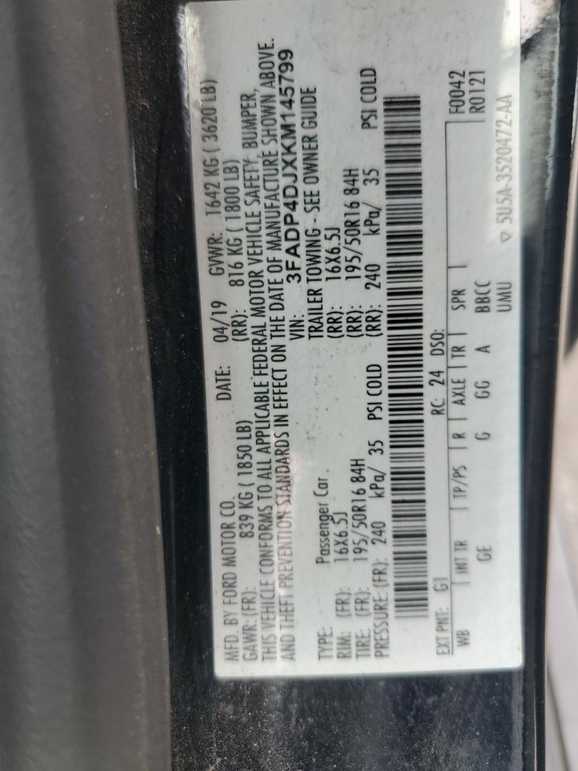 MFD. BY FORD MOTOR CO.
DATE: 04/19 GVWR: 1642 KG ( 3620 LB)
GAWR: (FR): 839 KG ( 1850 LB) (RR): 816 KG ( 1800 LB)
THIS VEHICLE CONFORMS TO ALL APPLICABLE FEDERAL MOTOR VEHICLE SAFETY, BUMPER,
AND THEFT PREVENTION STANDARDS IN EFFECT ON THE DATE OF MANUFACTURE SHOWN ABOVE.
VIN: 3FADP4DJXKM145799
TYPE: Passenger Car TRAILER TOWING - SEE OWNER GUIDE
RIM: (FR): 16X6.5J (RR): 16X6.5J
TIRE: (FR): 195/50R16 84H (RR): 195/50R16 84H
PRESSURE: (FR): 240 kPa/ 35 PSI COLD (RR): 240 kPa/ 35 PSI COLD
EXT PNT: G1 RC: 24 DSO: F0042
WB INT TR TP/PS R AXLE TR SPR R0121
GE G GG A BBCC
UMU ▽ 5U5A-3520472-AA